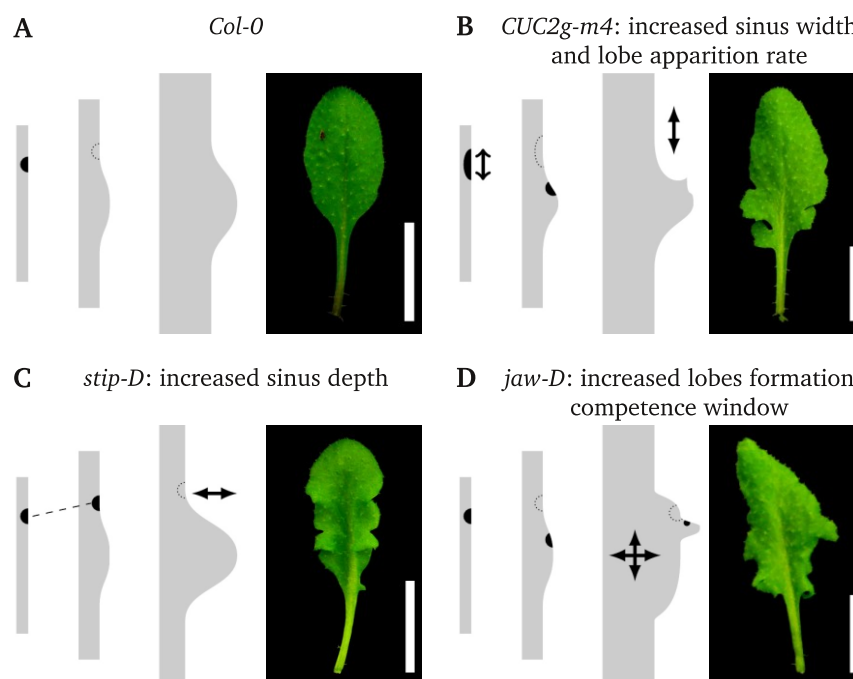 A
Col-0
B
CUC2g-m4: increased sinus width
and lobe apparition rate
C
stip-D: increased sinus depth
D
jaw-D: increased lobes formation
competence window